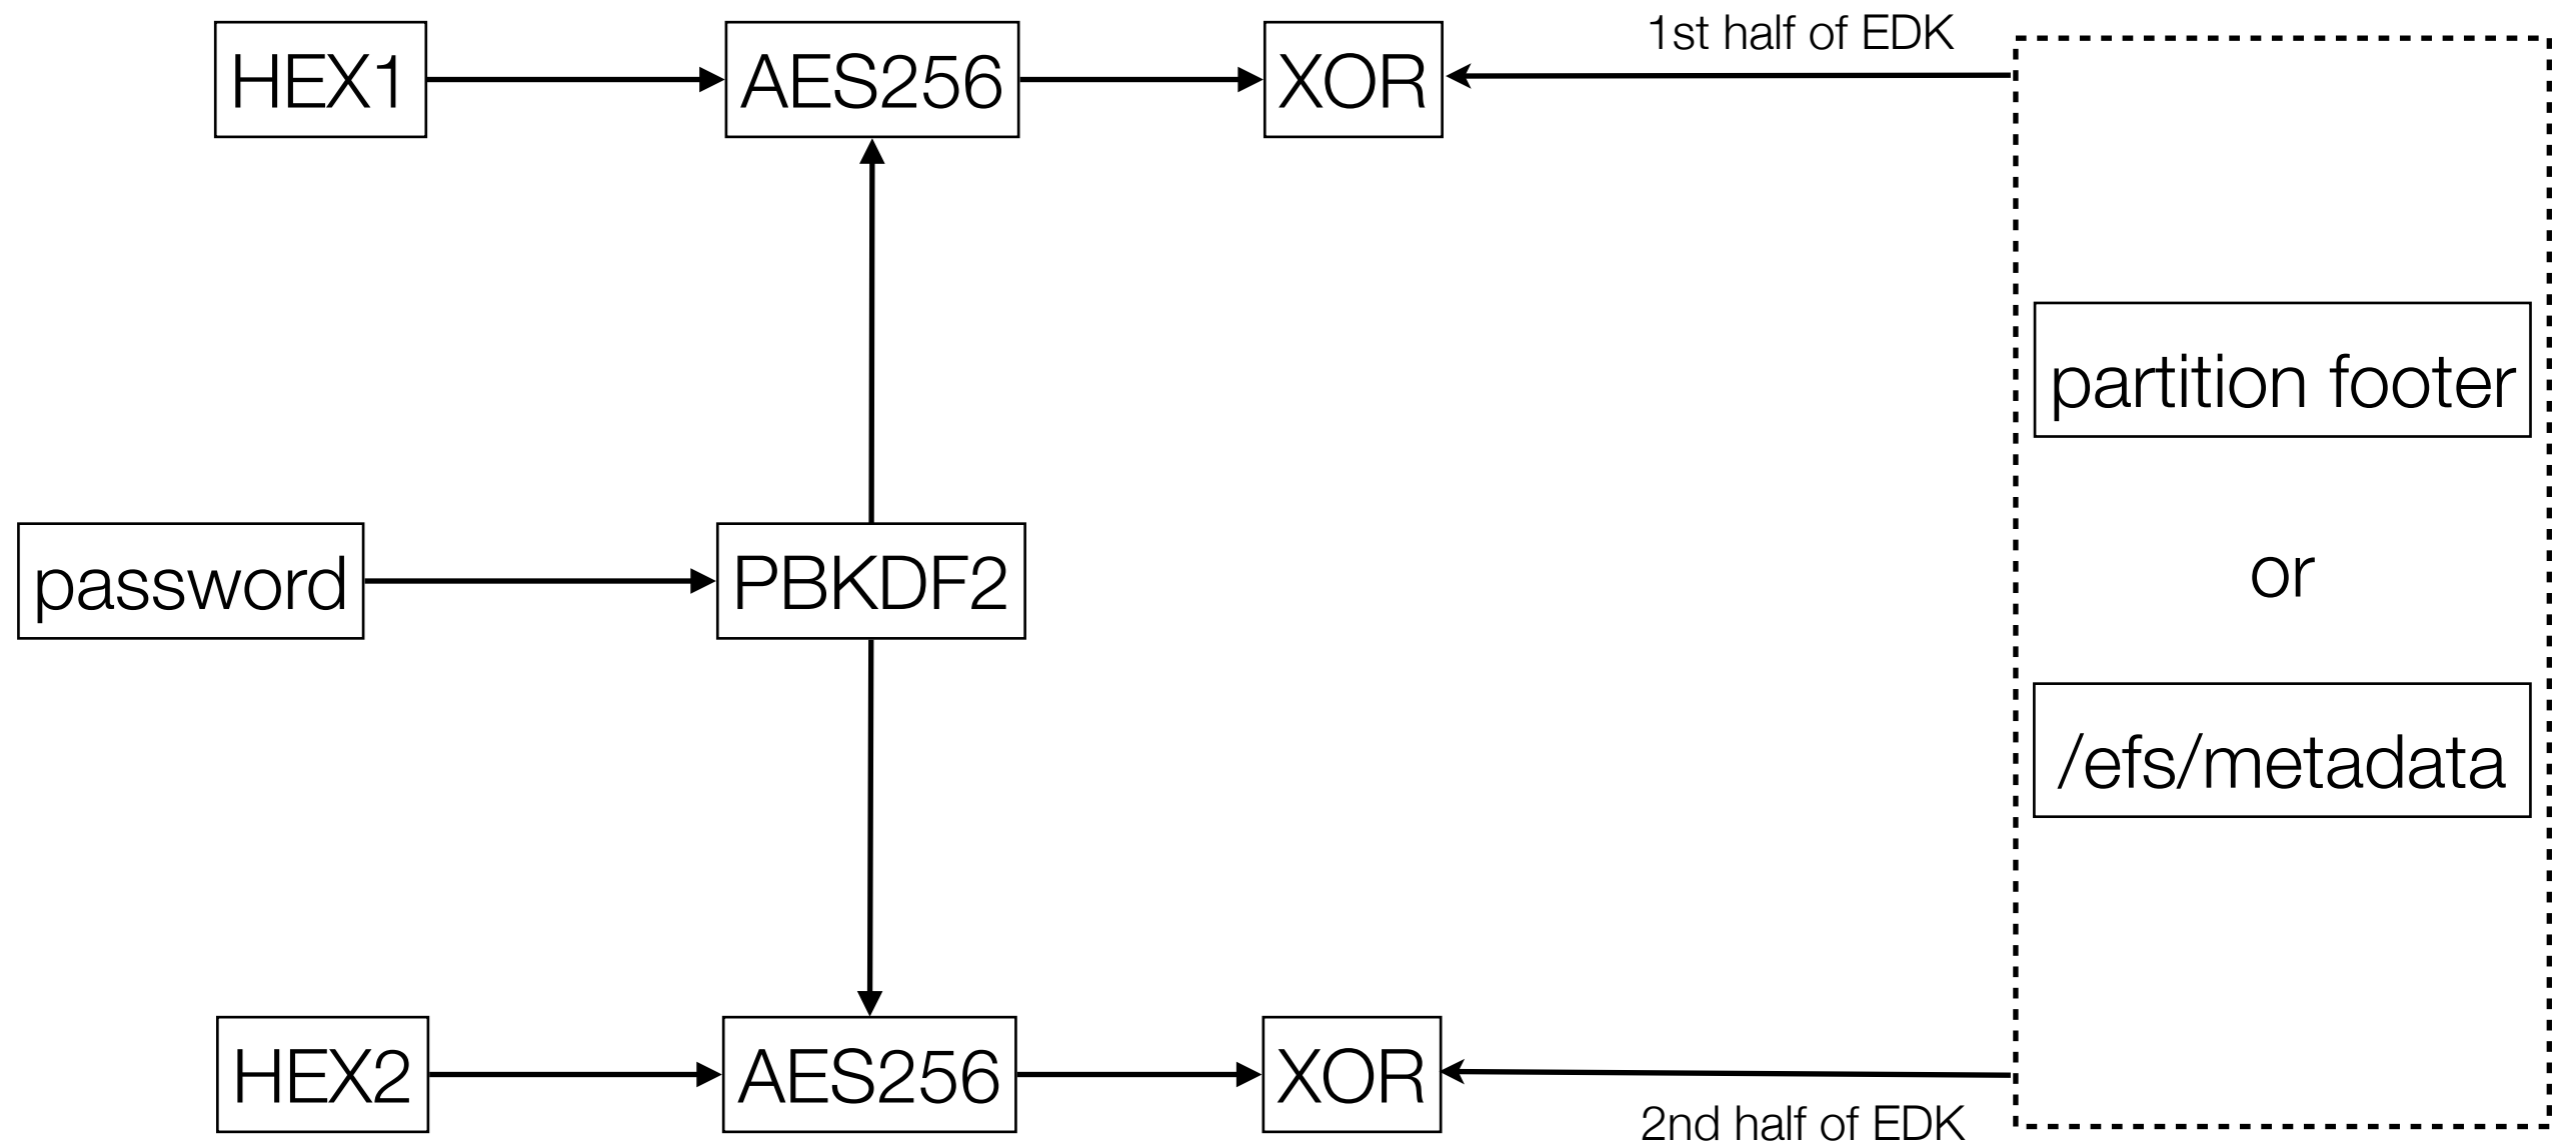 HEX1
AES256
XOR
1st half of EDK
partition footer
password
PBKDF2
or
/efs/metadata
HEX2
AES256
XOR
2nd half of EDK